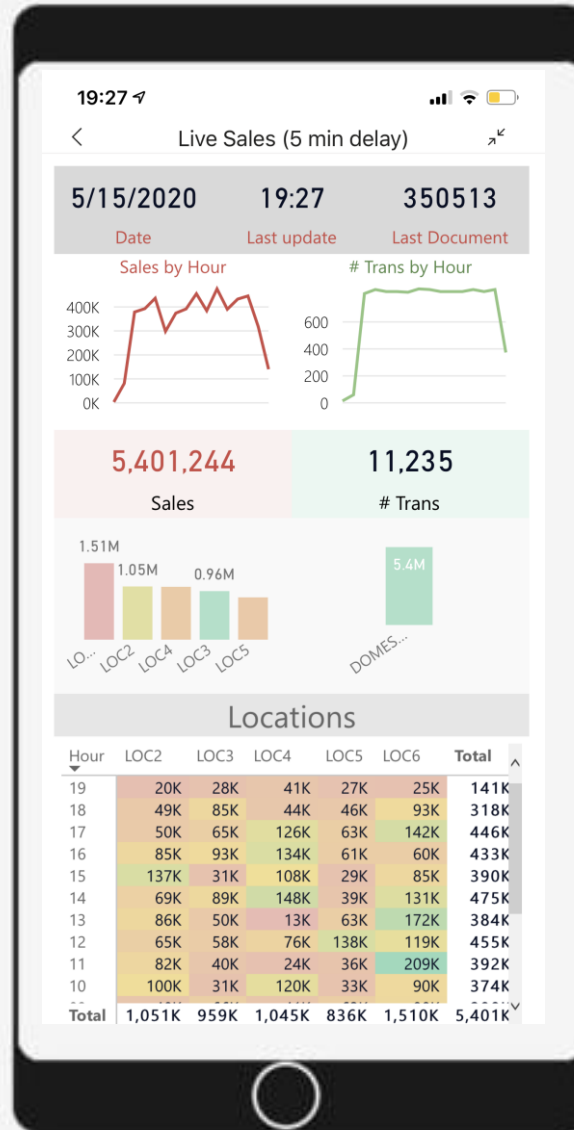 19:27
Live Sales (5 min delay)
5/15/2020 19:27 350513
Date Last update Last Document
Sales by Hour # Trans by Hour
400K
300K
200K
100K
0K
600
400
200
0
5,401,244 11,235
Sales # Trans
1.51M
1.05M
0.96M
5.4M
LO... LOC2 LOC4 LOC3 LOC5
DOMES...
Locations
Hour LOC2 LOC3 LOC4 LOC5 LOC6 Total
19 20K 28K 41K 27K 25K 141K
18 49K 85K 44K 46K 93K 318K
17 50K 65K 126K 63K 142K 446K
16 85K 93K 134K 61K 60K 433K
15 137K 31K 108K 29K 85K 390K
14 69K 89K 148K 39K 131K 475K
13 86K 50K 13K 63K 172K 384K
12 65K 58K 76K 138K 119K 455K
11 82K 40K 24K 36K 209K 392K
10 100K 31K 120K 33K 90K 374K
Total 1,051K 959K 1,045K 836K 1,510K 5,401K